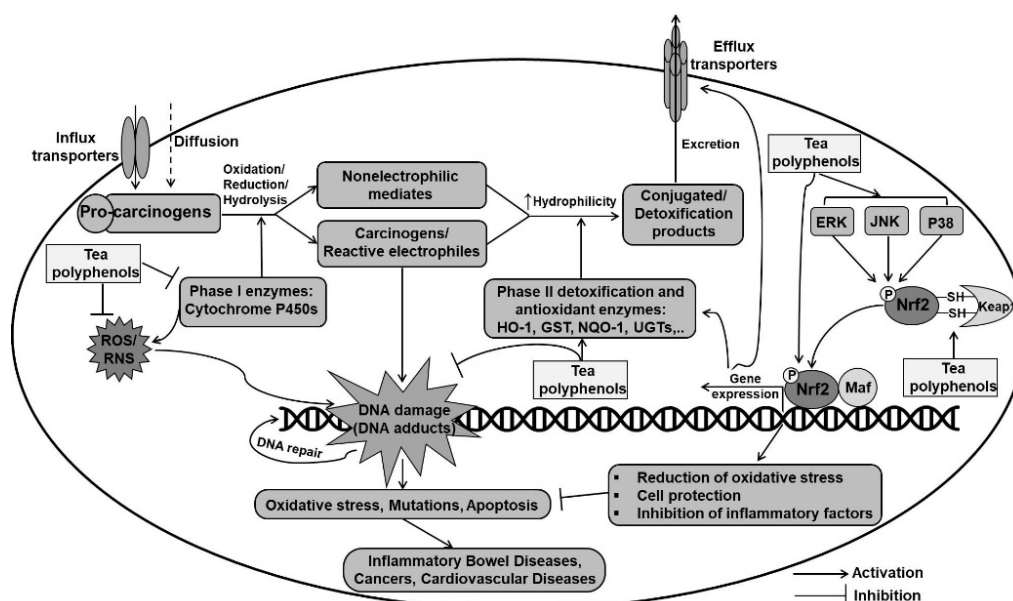 Efflux
transporters
Influx
transporters
Diffusion
Excretion
Tea
polyphenols
Oxidation/
Reduction/
Hydrolysis
Nonelectrophilic
mediates
Pro-carcinogens
↑Hydrophilicity
Conjugated/
Detoxification
products
ERK
JNK
P38
Carcinogens/
Reactive electrophiles
Tea
polyphenols
Phase I enzymes:
Cytochrome P450s
Phase II detoxification and
antioxidant enzymes:
HO-1, GST, NQO-1, UGTs,..
P
Nrf2
SH
SH
Keap1
ROS/
RNS
Tea
polyphenols
Tea
polyphenols
Gene
expression
P
Nrf2
Maf
DNA damage
(DNA adducts)
DNA repair
▪ Reduction of oxidative stress
▪ Cell protection
▪ Inhibition of inflammatory factors
Oxidative stress, Mutations, Apoptosis
Inflammatory Bowel Diseases,
Cancers, Cardiovascular Diseases
Activation
Inhibition